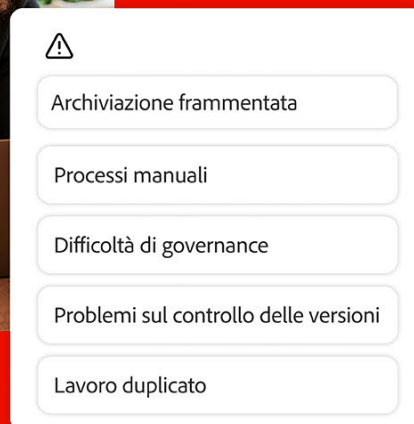 Archiviazione frammentata
Processi manuali
Difficoltà di governance
Problemi sul controllo delle versioni
Lavoro duplicato